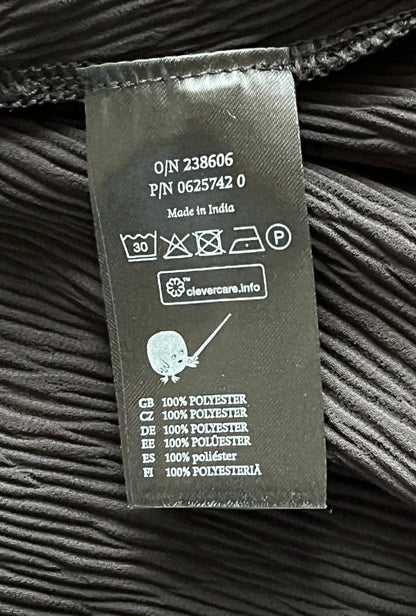 O/N 238606
P/N 0625742 0
Made in India
30 P
™ clevercare.info
GB 100% POLYESTER
CZ 100% POLYESTER
DE 100% POLYESTER
EE 100% POLÜESTER
ES 100% poliéster
FI 100% POLYESTERIÄ